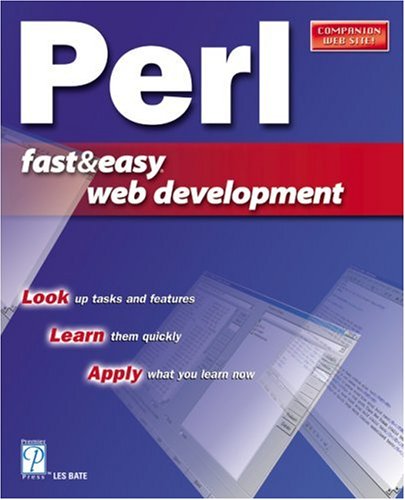 Perl
COMPANION
WEB SITE!
fast&easy®
web development
Look up tasks and features
Learn them quickly
Apply what you learn now
Premier
P
Press™
LES BATE